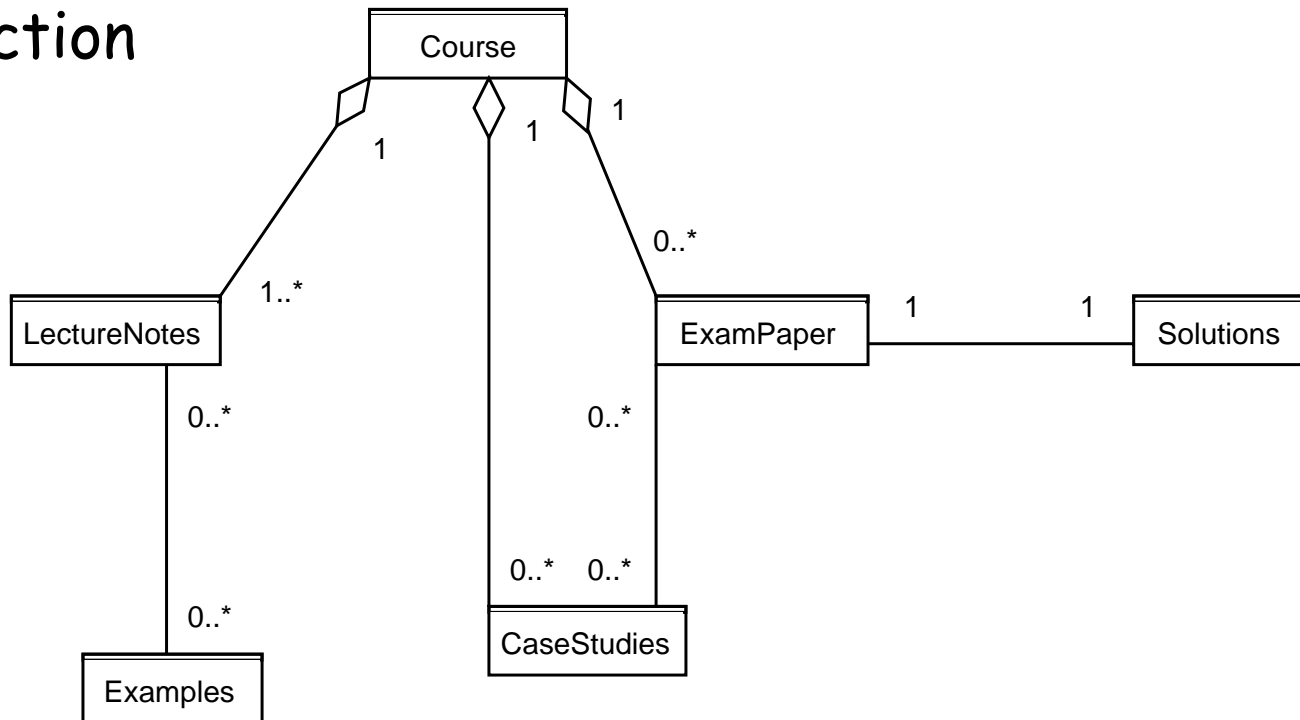 ction
Course
1
1
1
0..*
1..*
LectureNotes
ExamPaper
1
1
Solutions
0..*
0..*
0..*
0..*
0..*
CaseStudies
Examples